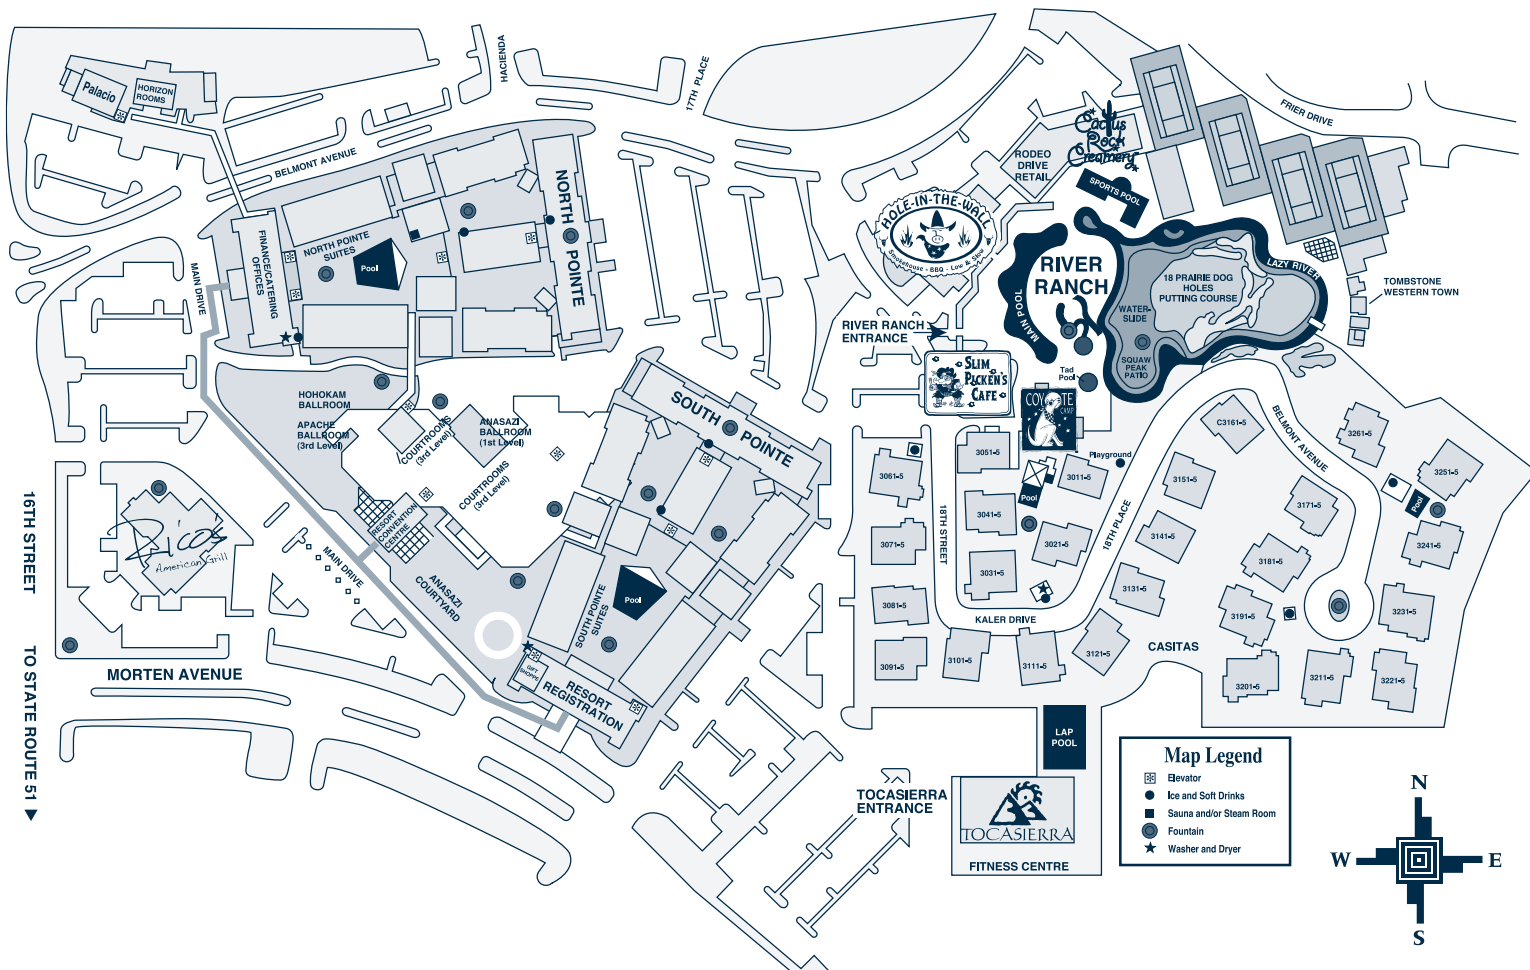 Palacio
HORIZON
ROOMS
HACIENDA
17TH PLACE
BELMONT AVENUE
FRIER DRIVE
Cactus
Rock
Creamery
RODEO
DRIVE
RETAIL
SPORTS POOL
HOLE-IN-THE-WALL
Smokehouse • BBQ - Low & Slow
NORTH POINTE
NORTH POINTE
SUITES
Pool
FINANCE/CATERING
OFFICES
MAIN DRIVE
RIVER
RANCH
MAIN POOL
18 PRAIRIE DOG
HOLES
PUTTING COURSE
LAZY RIVER
WATER-
SLIDE
SQUAW
PEAK
PATIO
TOMBSTONE
WESTERN TOWN
RIVER RANCH
ENTRANCE
SLIM
PICKEN'S
CAFE
Tad
Pool
COYOTE
CAMP
Playground
HOHOKAM
BALLROOM
APACHE
BALLROOM
(3rd Level)
COURTROOMS
(3rd Level)
ANASAZI
BALLROOM
(1st Level)
COURTROOMS
(3rd Level)
SOUTH POINTE
RESORT
CONVENTION
CENTRE
MAIN DRIVE
ANASAZI
COURTYARD
SOUTH POINTE
SUITES
Pool
GIFT
SHOPPE
RESORT
REGISTRATION
Rico's
American Grill
16TH STREET
TO STATE ROUTE 51
MORTEN AVENUE
3061-5
3051-5
3011-5
Pool
3041-5
3071-5
3021-5
3031-5
3081-5
3091-5
3101-5
3111-5
3121-5
3131-5
3141-5
3151-5
C3161-5
3171-5
3181-5
3191-5
3201-5
3211-5
3221-5
3231-5
3241-5
3251-5
3261-5
Pool
18TH STREET
18TH PLACE
BELMONT AVENUE
KALER DRIVE
CASITAS
LAP
POOL
TOCASIERRA
ENTRANCE
TOCASIERRA
FITNESS CENTRE
Map Legend
Elevator
Ice and Soft Drinks
Sauna and/or Steam Room
Fountain
Washer and Dryer
N
W
E
S